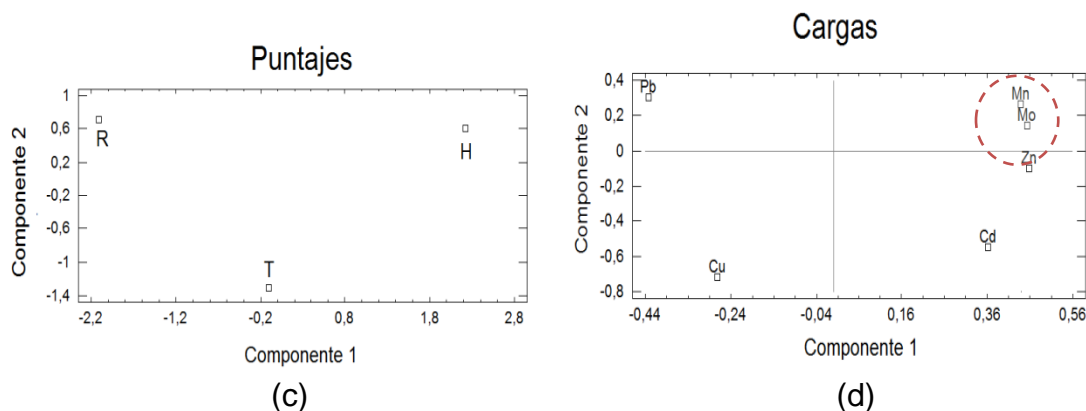 Puntajes
1
0,6
0,2
-0,2
-0,6
-1
-1,4
Componente 2
R
H
T
-2,2 -1,2 -0,2 0,8 1,8 2,8
Componente 1
(c)
Cargas
0,4
0,2
0
-0,2
-0,4
-0,6
-0,8
Componente 2
Pb
Mn
Mo
Zn
Cd
Cu
-0,44 -0,24 -0,04 0,16 0,36 0,56
Componente 1
(d)